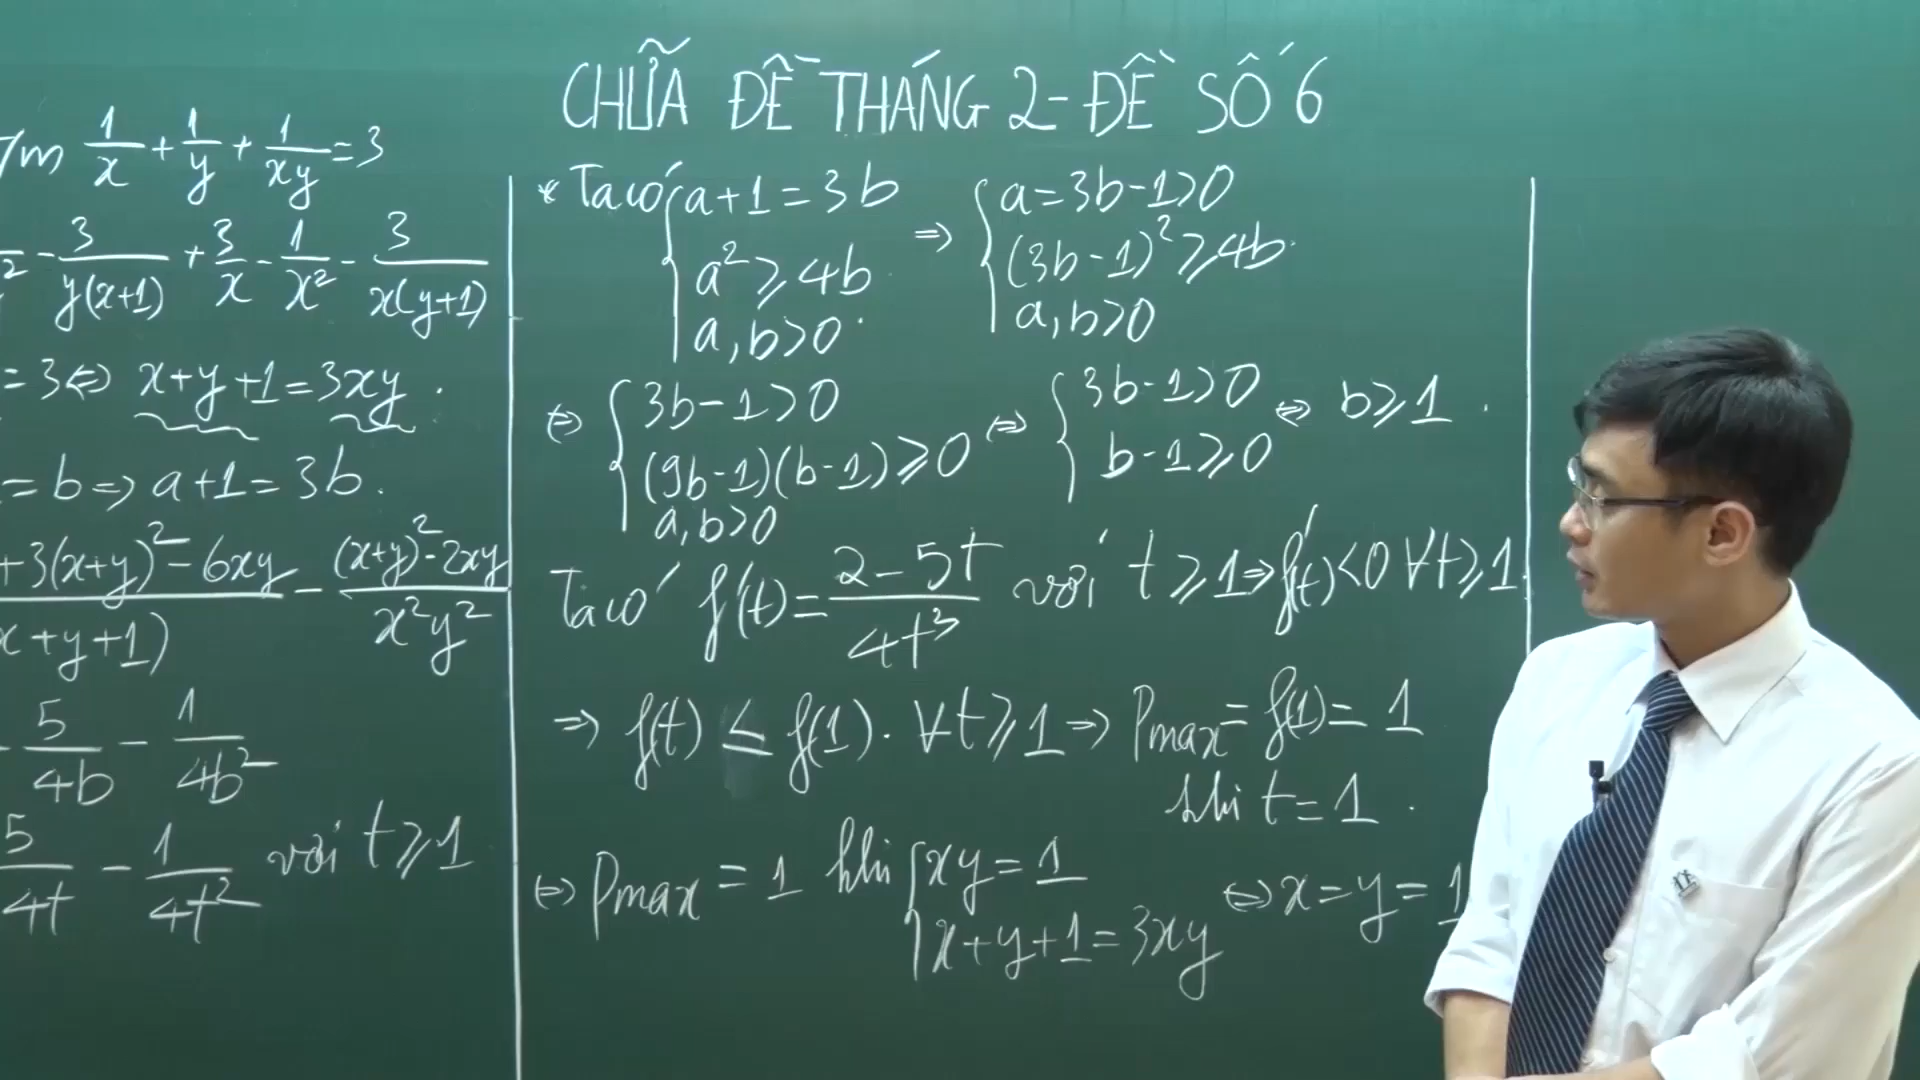 CHỮA ĐỀ THÁNG 2 - ĐỀ SỐ 6
7/m 1/x + 1/y + 1/xy = 3
- 3/y(x+1) + 3/x - 1/x² - 3/x(y+1)
= 3 ⇔ x+y+1 = 3xy.
= b ⇒ a+1 = 3b.
+3(x+y)² - 6xy / x+y+1) - (x+y)² - 2xy / x²y²
5/4b - 1/4b²
5/4t - 1/4t² với t ⩾ 1
* Ta có { a+1 = 3b ⇒ { a = 3b-1 > 0
a² ⩾ 4b (3b-1)² ⩾ 4b
a, b > 0 a, b > 0
⇔ { 3b-1 > 0 ⇔ { 3b-1 > 0 ⇔ b ⩾ 1.
(9b-1)(b-1) ⩾ 0 b-1 ⩾ 0
a, b > 0
Ta có f'(t) = 2-5t / 4t³ với t ⩾ 1 ⇒ f'(t) < 0 ∀t ⩾ 1.
⇒ f(t) ≤ f(1). ∀t ⩾ 1 ⇒ Pmax = f(1) = 1
khi t = 1.
⇔ Pmax = 1 khi { xy = 1 ⇔ x = y = 1
x+y+1 = 3xy